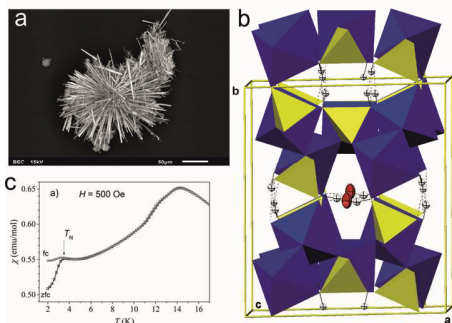 a
BEC 15kV 50μm
b
b
c
a
C
a)
H = 500 Oe
T_N
fc
zfc
χ (emu/mol)
0.65
0.60
0.55
0.50
2 4 6 8 10 12 14 16
T (K)